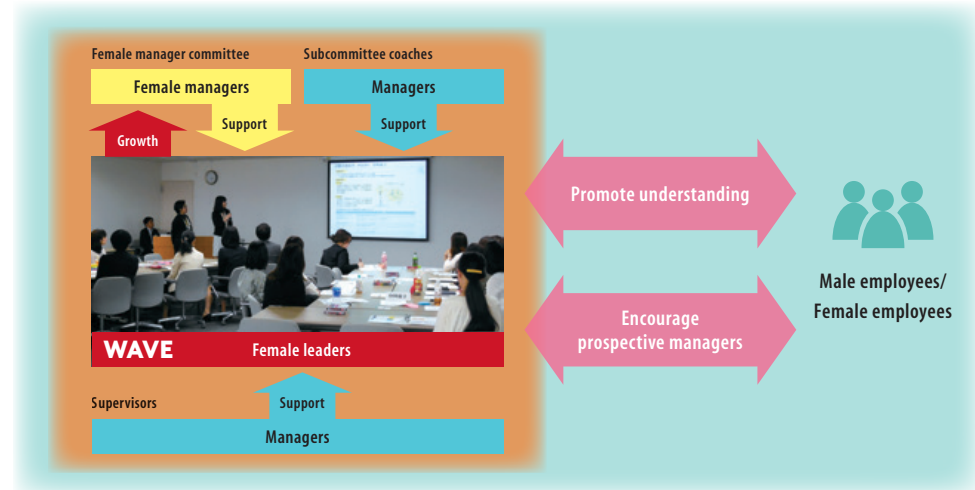 Female manager committee
Subcommittee coaches
Female managers
Managers
Support
Support
Growth
WAVE
Female leaders
Supervisors
Support
Managers
Promote understanding
Encourage
prospective managers
Male employees/
Female employees